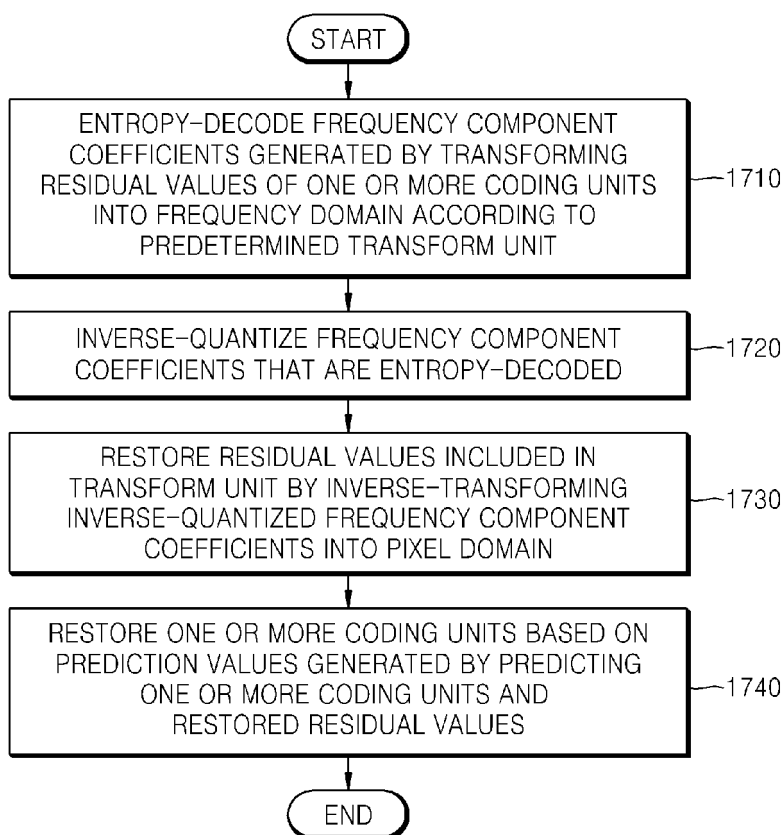 START
ENTROPY-DECODE FREQUENCY COMPONENT
COEFFICIENTS GENERATED BY TRANSFORMING
RESIDUAL VALUES OF ONE OR MORE CODING UNITS
INTO FREQUENCY DOMAIN ACCORDING TO
PREDETERMINED TRANSFORM UNIT
1710
INVERSE-QUANTIZE FREQUENCY COMPONENT
COEFFICIENTS THAT ARE ENTROPY-DECODED
1720
RESTORE RESIDUAL VALUES INCLUDED IN
TRANSFORM UNIT BY INVERSE-TRANSFORMING
INVERSE-QUANTIZED FREQUENCY COMPONENT
COEFFICIENTS INTO PIXEL DOMAIN
1730
RESTORE ONE OR MORE CODING UNITS BASED ON
PREDICTION VALUES GENERATED BY PREDICTING
ONE OR MORE CODING UNITS AND
RESTORED RESIDUAL VALUES
1740
END